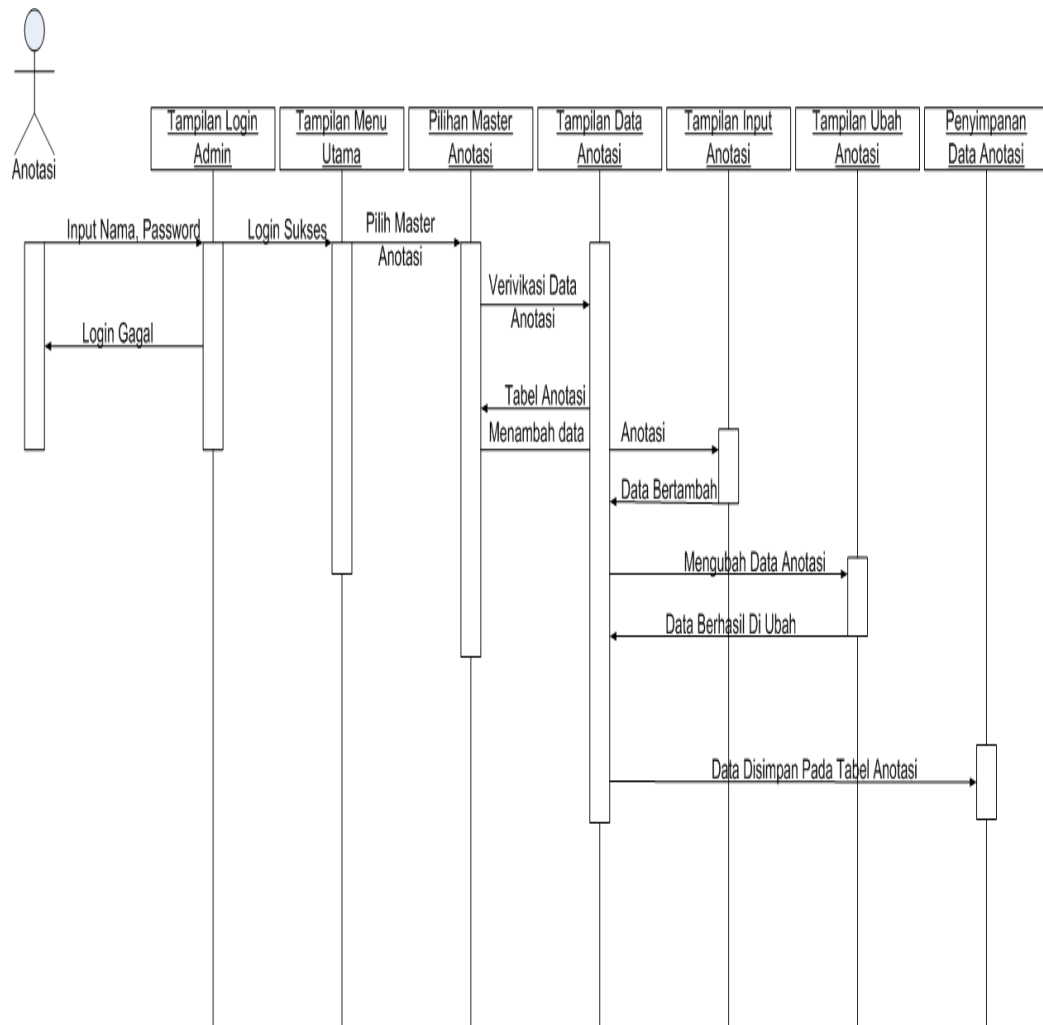 Anotasi
Tampilan Login
Admin
Tampilan Menu
Utama
Pilihan Master
Anotasi
Tampilan Data
Anotasi
Tampilan Input
Anotasi
Tampilan Ubah
Anotasi
Penyimpanan
Data Anotasi
Input Nama, Password
Login Sukses
Pilih Master
Anotasi
Verivikasi Data
Anotasi
Login Gagal
Tabel Anotasi
Menambah data Anotasi
Data Bertambah
Mengubah Data Anotasi
Data Berhasil Di Ubah
Data Disimpan Pada Tabel Anotasi